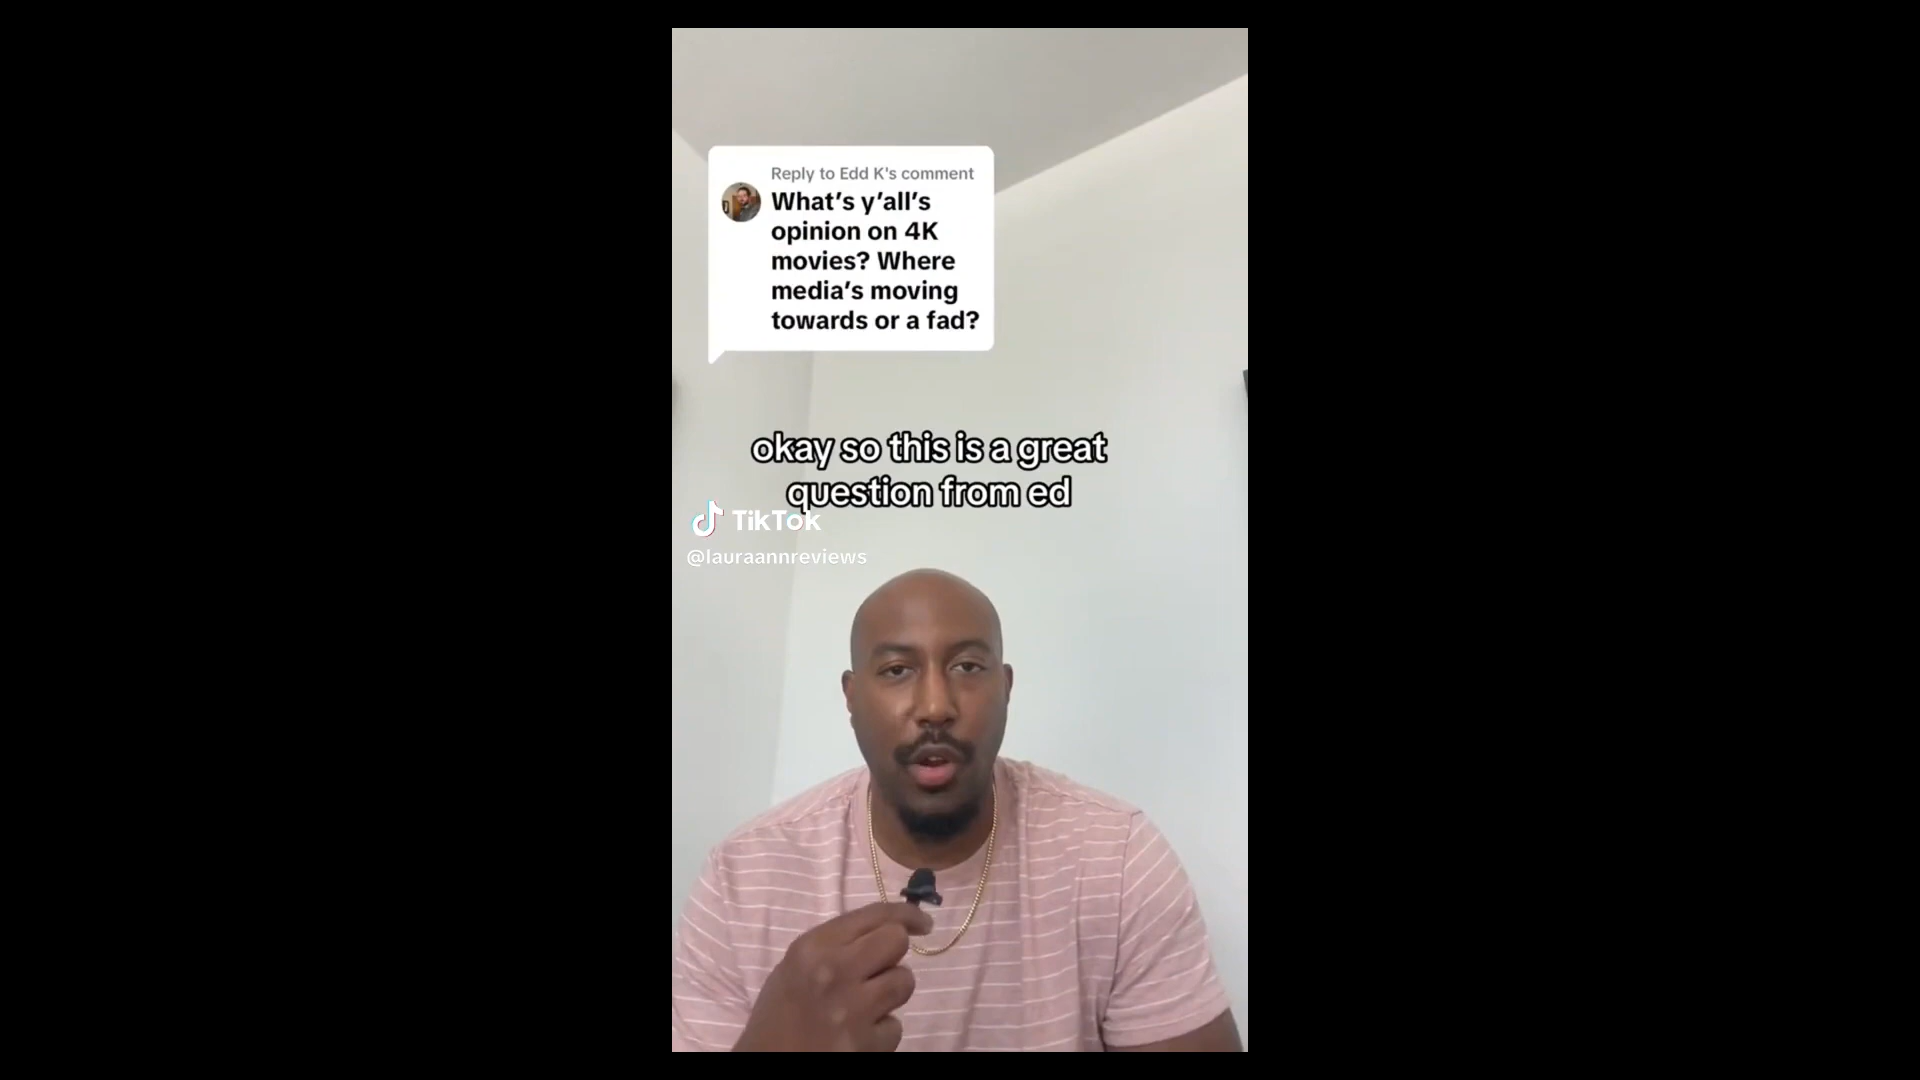 Reply to Edd K's comment
What's y'all's
opinion on 4K
movies? Where
media's moving
towards or a fad?
okay so this is a great
question from ed
TikTok
@lauraannreviews